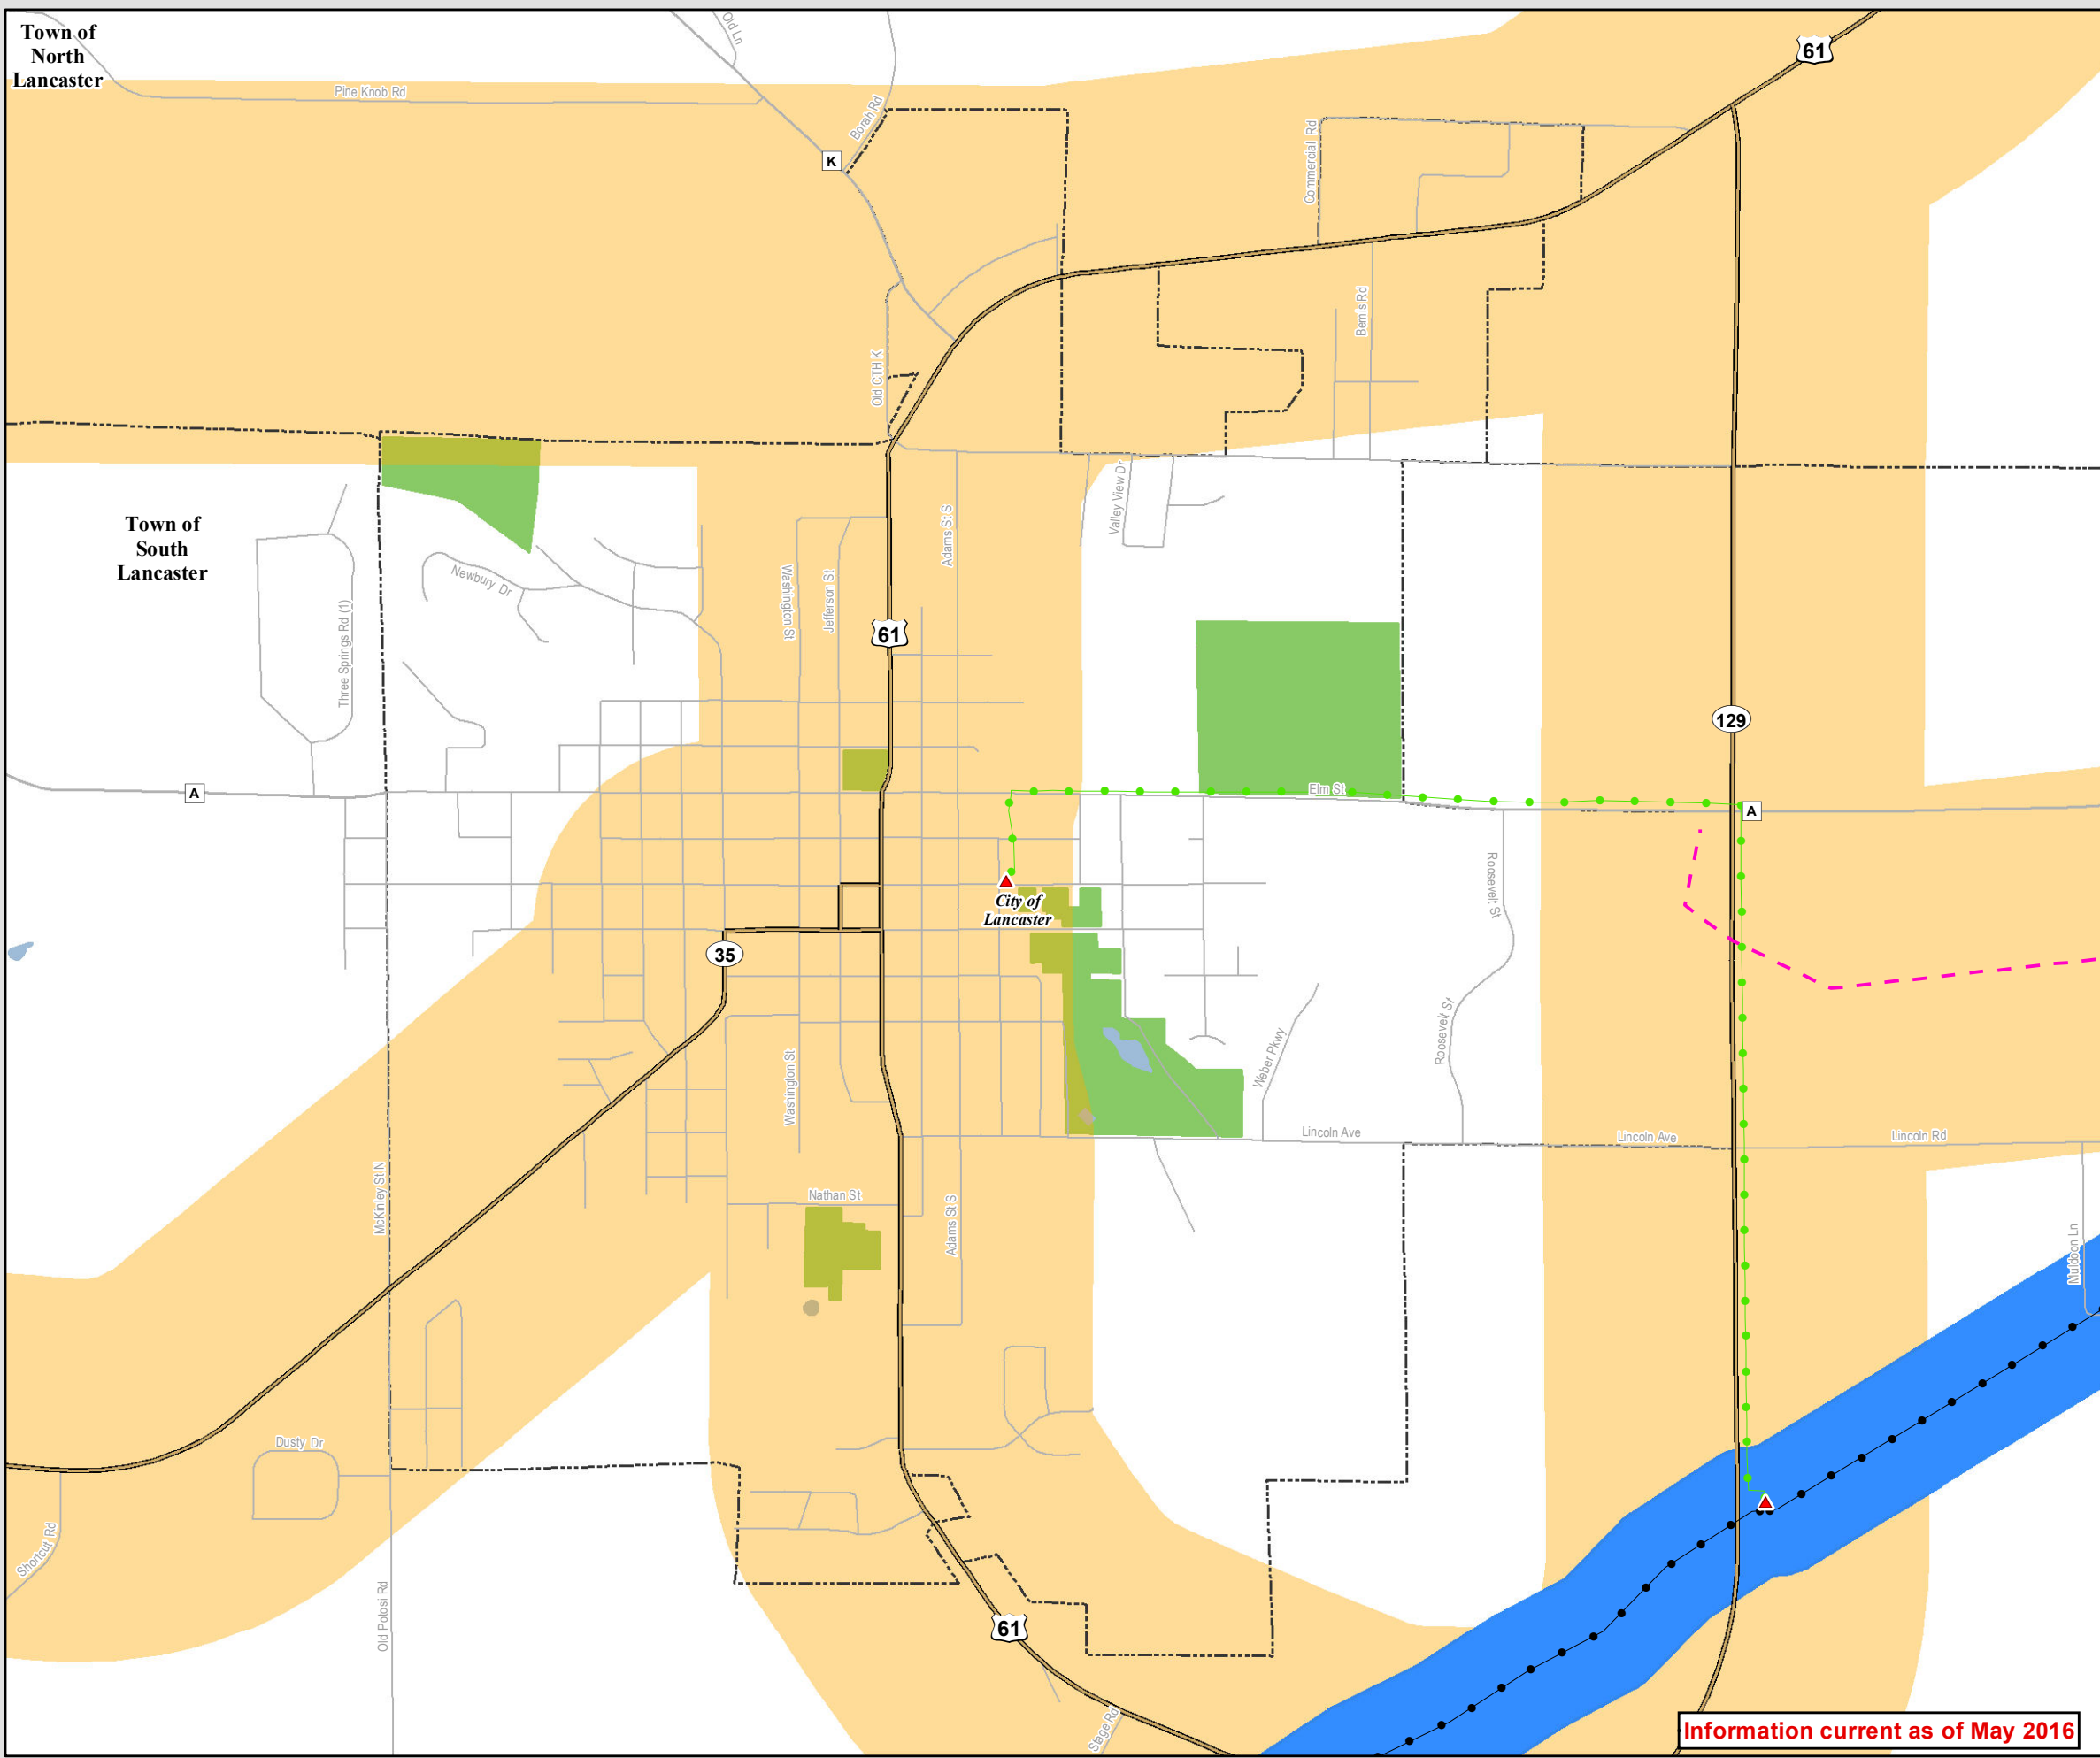 Town of
North
Lancaster
Old Ln
61
Pine Knob Rd
Borah Rd
K
Commercial Rd
Bemis Rd
Old CTH K
Valley View Dr
Adams St S
Town of
South
Lancaster
Newbury Dr
Washington St
Jefferson St
Three Springs Rd (1)
61
129
A
Elm St
A
Roosevelt St
City of
Lancaster
35
Roosevelt St
Weber Pkwy
Washington St
Lincoln Ave
Lincoln Ave
Lincoln Rd
McKinley St N
Nathan St
Adams St S
Muldoon Ln
Dusty Dr
Shortcut Rd
Old Potosi Rd
61
Stage Rd
Information current as of May 2016